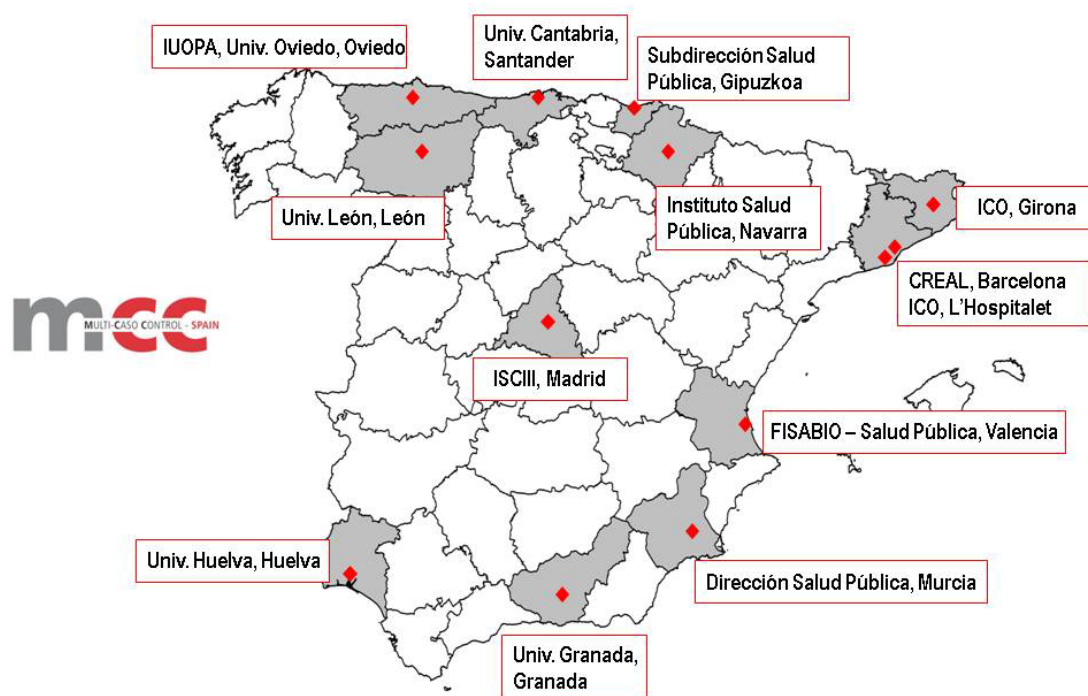 IUOPA, Univ. Oviedo, Oviedo
Univ. Cantabria,
Santander
Subdirección Salud
Pública, Gipuzkoa
Univ. León, León
Instituto Salud
Pública, Navarra
ICO, Girona
CREAL, Barcelona
ICO, L'Hospitalet
mcc
MULTI-CASO CONTROL - SPAIN
ISCIII, Madrid
FISABIO – Salud Pública, Valencia
Univ. Huelva, Huelva
Dirección Salud Pública, Murcia
Univ. Granada,
Granada